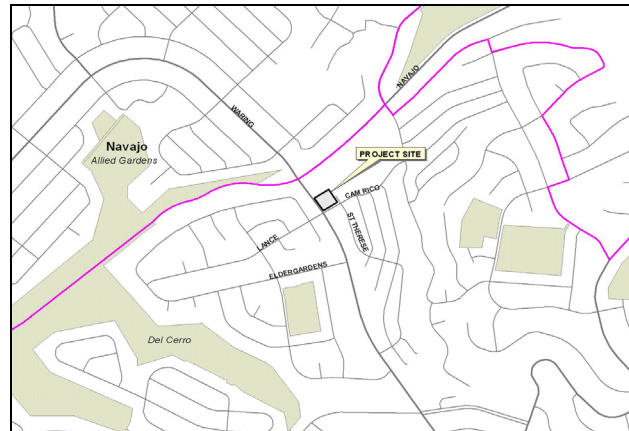 NAVAJO
WARING
Navajo
Allied Gardens
PROJECT SITE
CAM RICO
ST THERESE
LANCE
ELDERGARDENS
Del Cerro